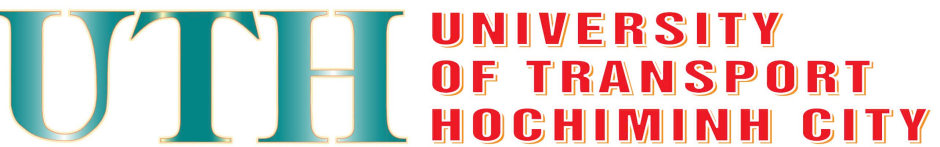 UTH
UNIVERSITY
OF TRANSPORT
HOCHIMINH CITY